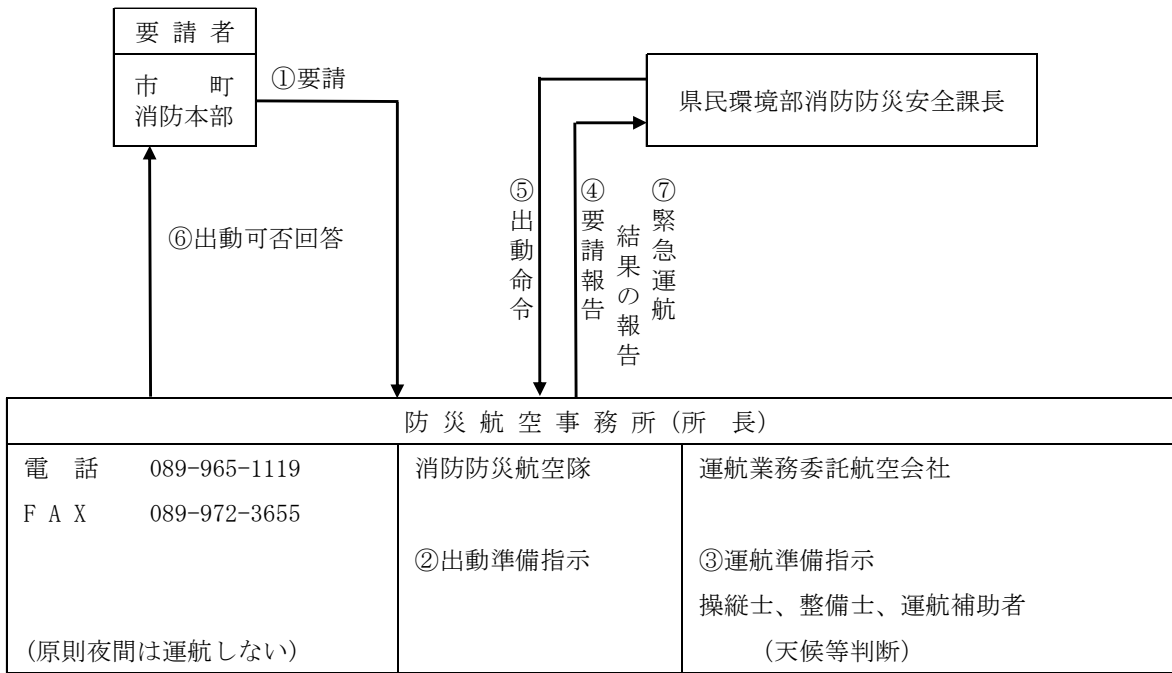 要 請 者
市　　町
消防本部
①要請
県民環境部消防防災安全課長
⑥出動可否回答
⑤出動命令
④要請報告
⑦緊急運航
結果の報告
防 災 航 空 事 務 所 (所　長)
電　話　　089-965-1119
F A X　　089-972-3655
(原則夜間は運航しない)
消防防災航空隊
②出動準備指示
運航業務委託航空会社
③運航準備指示
操縦士、整備士、運航補助者
(天候等判断)